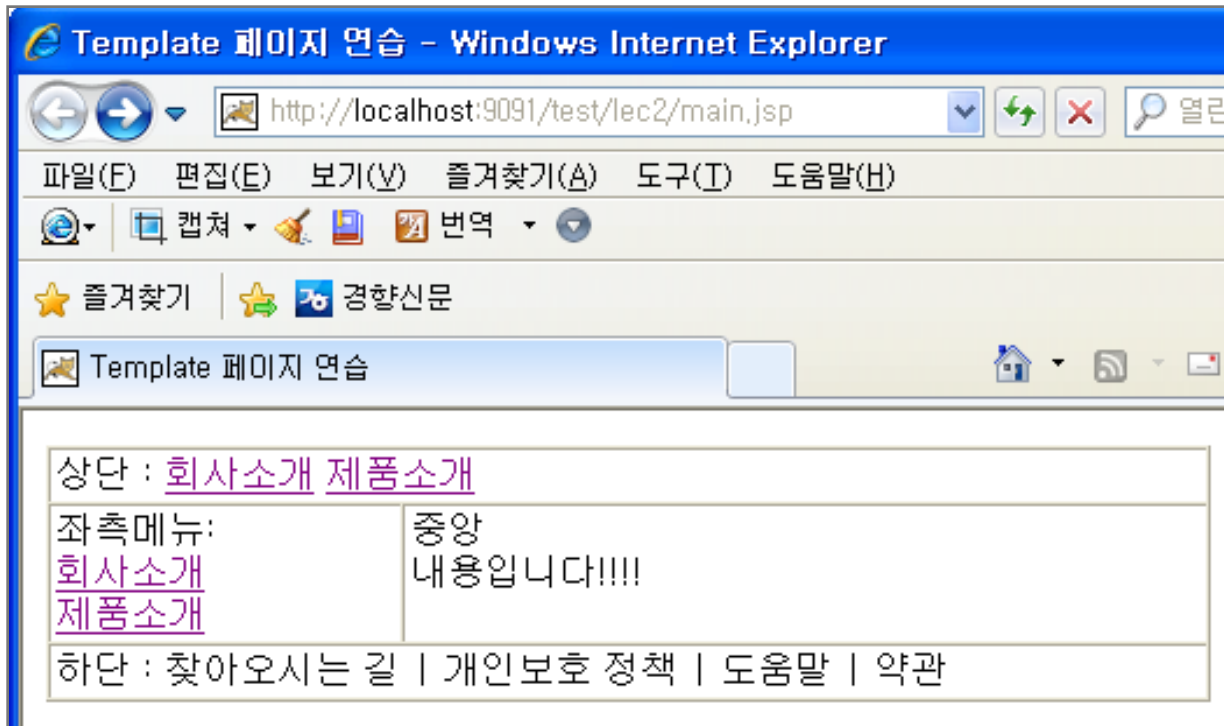 Template 페이지 연습 - Windows Internet Explorer
http://localhost:9091/test/lec2/main.jsp
파일(F) 편집(E) 보기(V) 즐겨찾기(A) 도구(T) 도움말(H)
캡쳐 번역
즐겨찾기 경향신문
Template 페이지 연습
상단 : 회사소개 제품소개
좌측메뉴:
회사소개
제품소개
중앙
내용입니다!!!!
하단 : 찾아오시는 길 | 개인보호 정책 | 도움말 | 약관